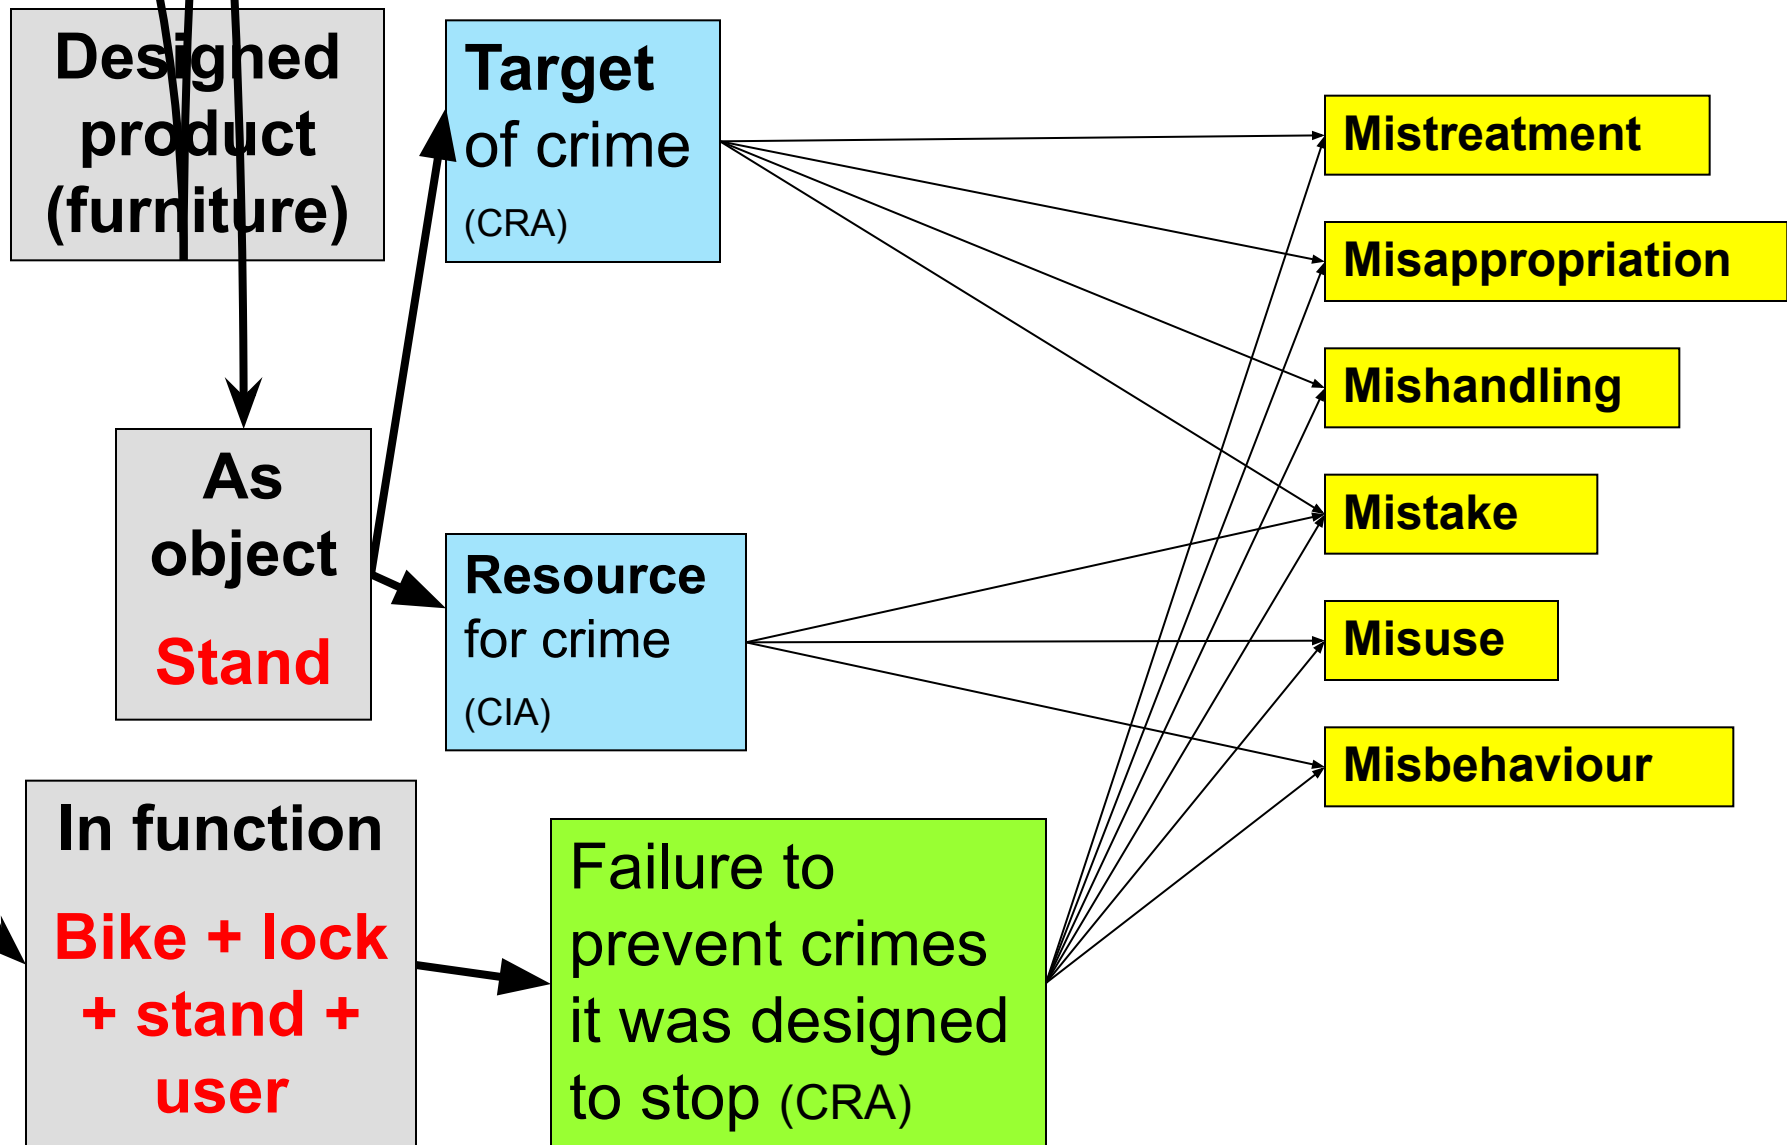 Designed
product
(furniture)
Target
of crime
(CRA)
Mistreatment
Misappropriation
Mishandling
Mistake
Misuse
Misbehaviour
As
object
Stand
Resource
for crime
(CIA)
In function
Bike + lock
+ stand +
user
Failure to
prevent crimes
it was designed
to stop (CRA)